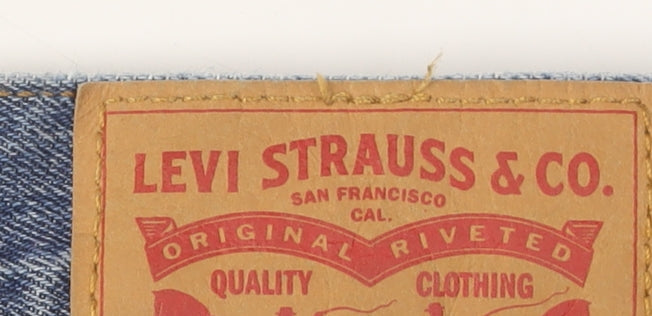 LEVI STRAUSS & CO.
SAN FRANCISCO
CAL.
ORIGINAL RIVETED
QUALITY CLOTHING